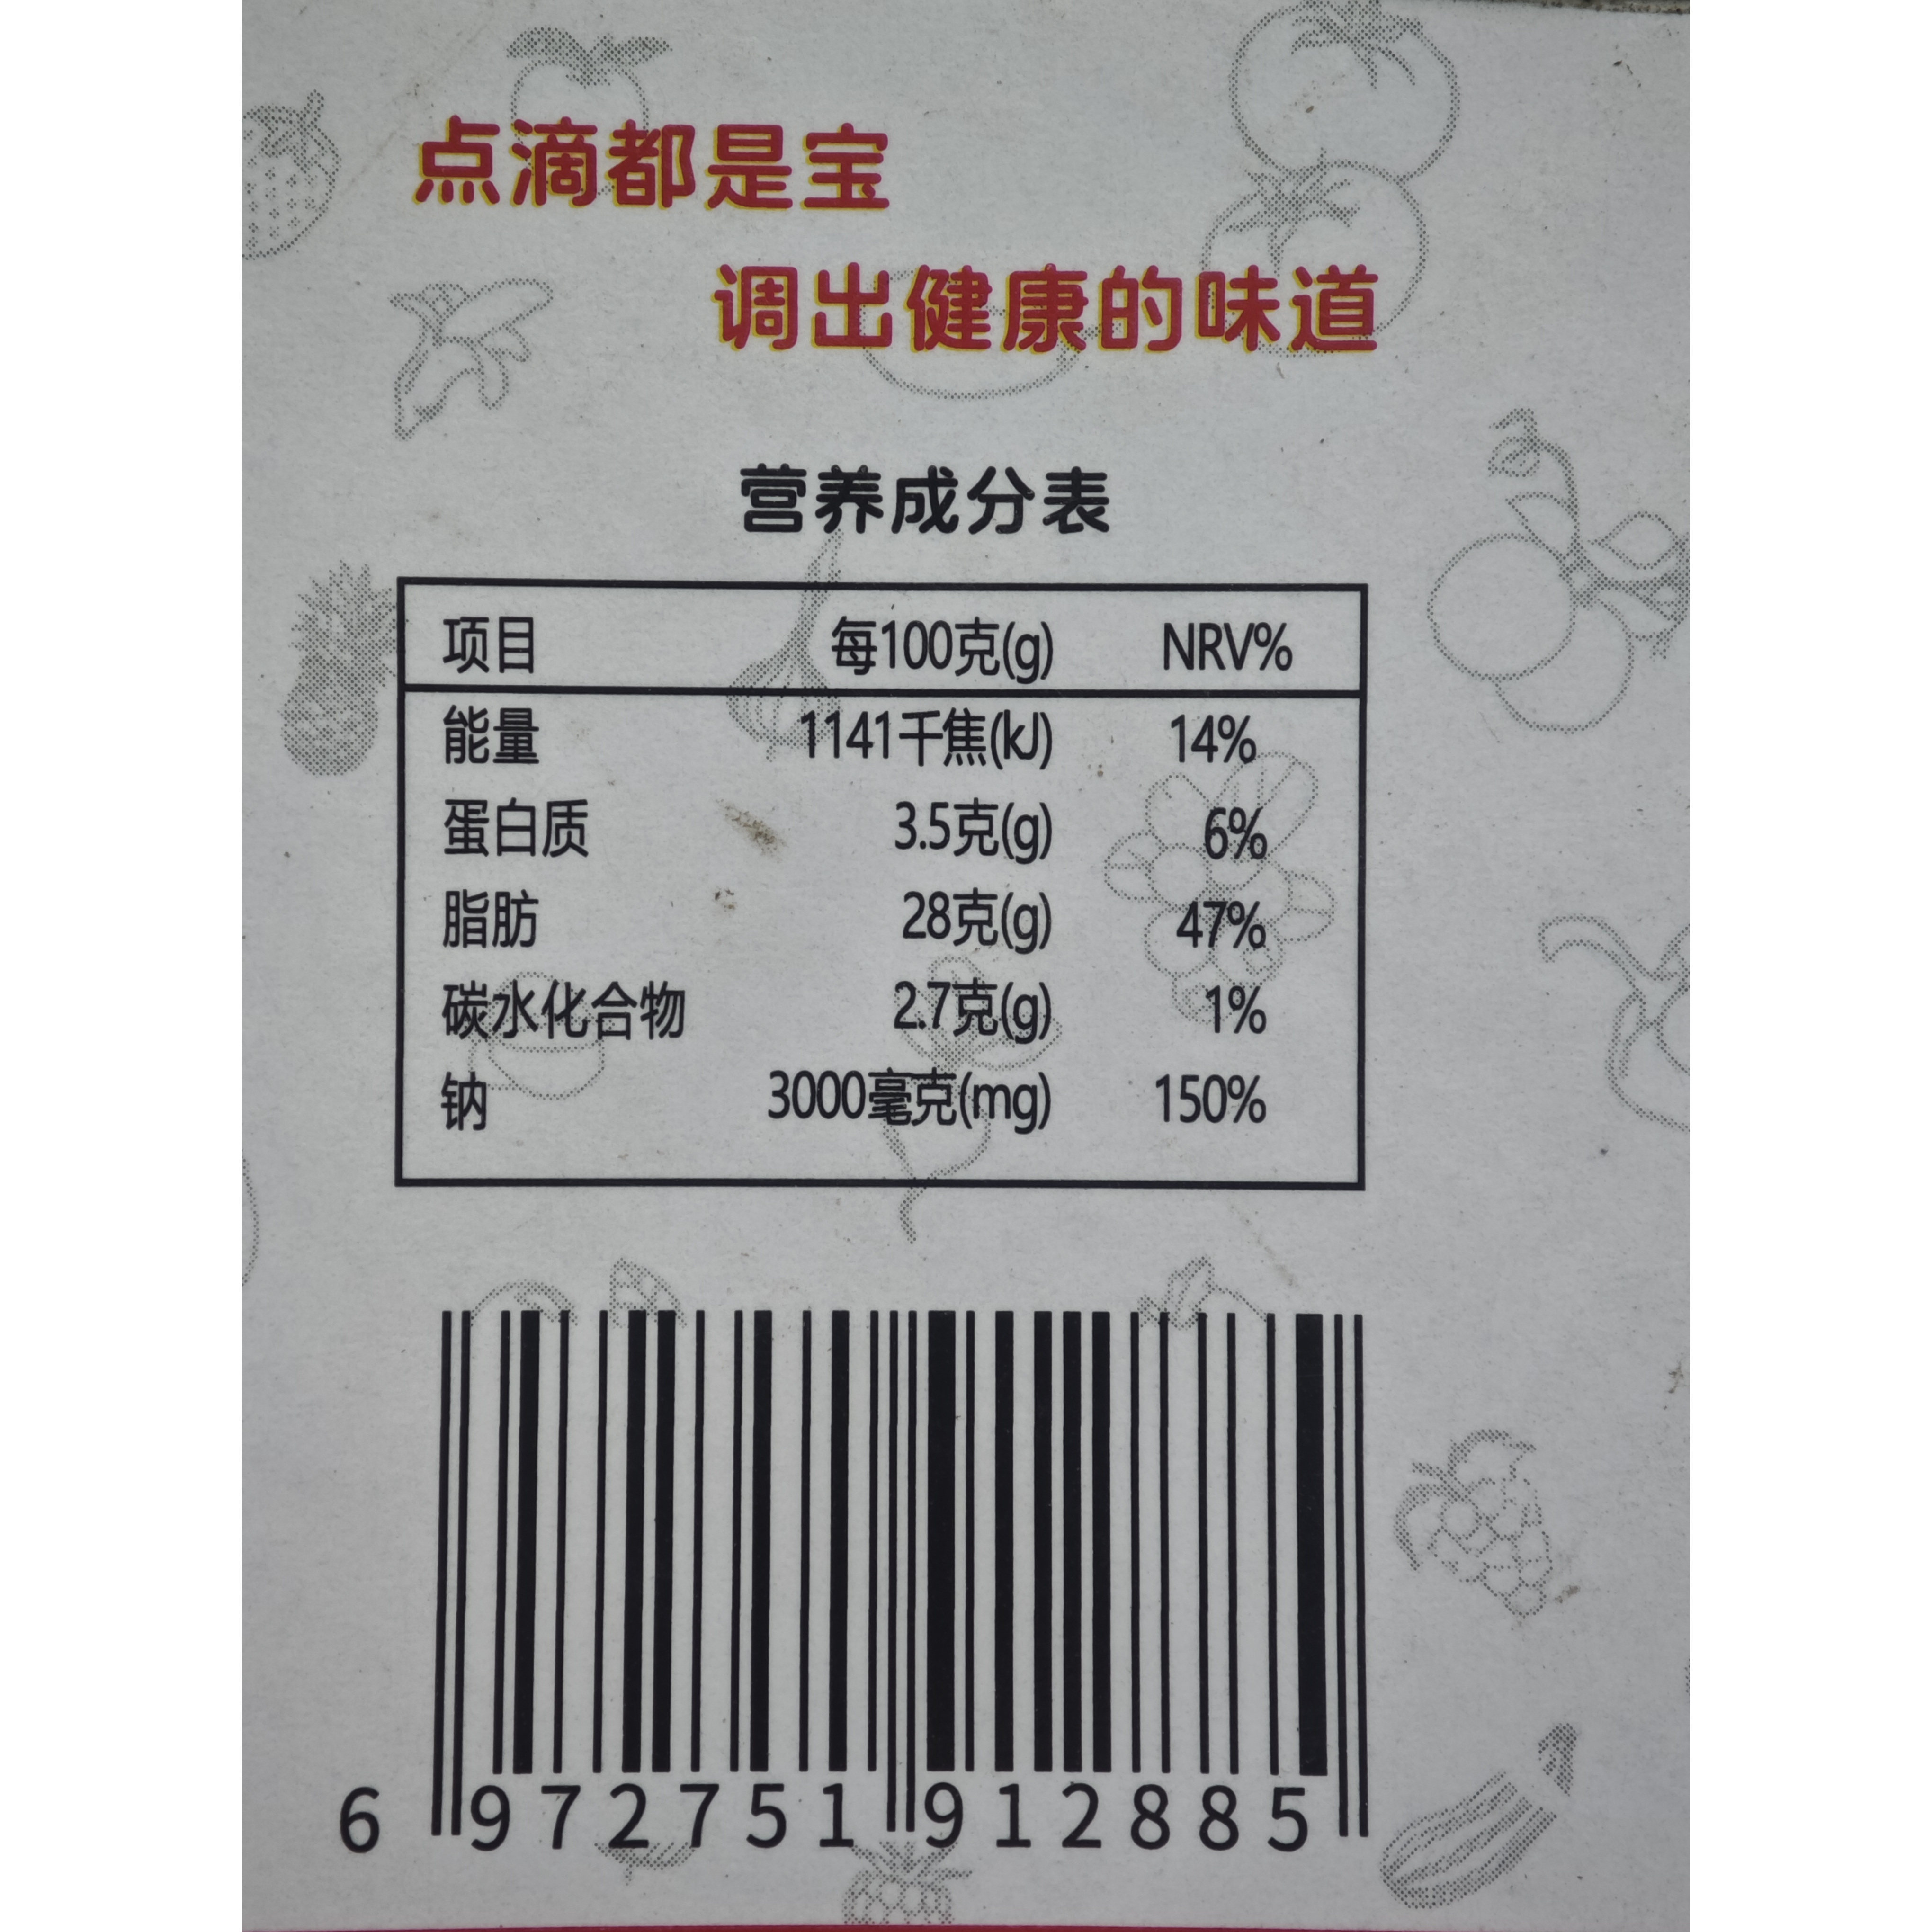 点滴都是宝
调出健康的味道
营养成分表
项目 每100克(g) NRV%
能量 1141千焦(kJ) 14%
蛋白质 3.5克(g) 6%
脂肪 28克(g) 47%
碳水化合物 2.7克(g) 1%
钠 3000毫克(mg) 150%
6 972751 912885